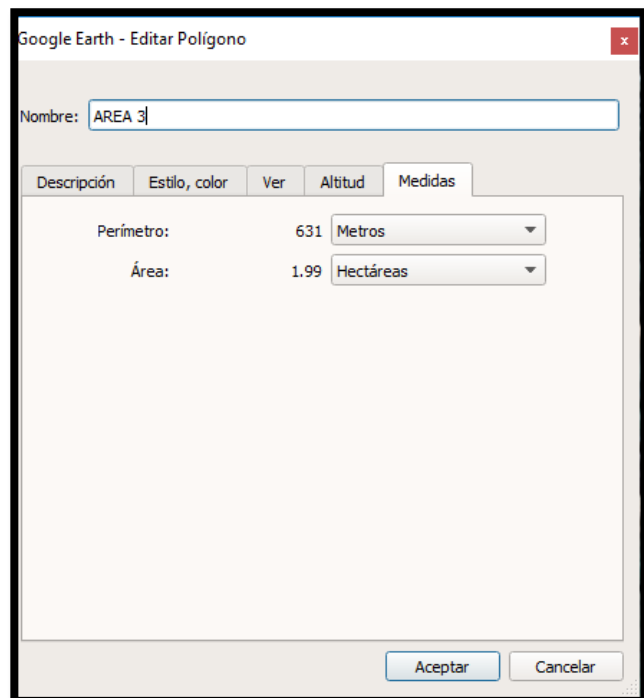 Google Earth - Editar Polígono x
Nombre: AREA 3
Descripción Estilo, color Ver Altitud Medidas
Perímetro: 631 Metros
Área: 1.99 Hectáreas
Aceptar Cancelar